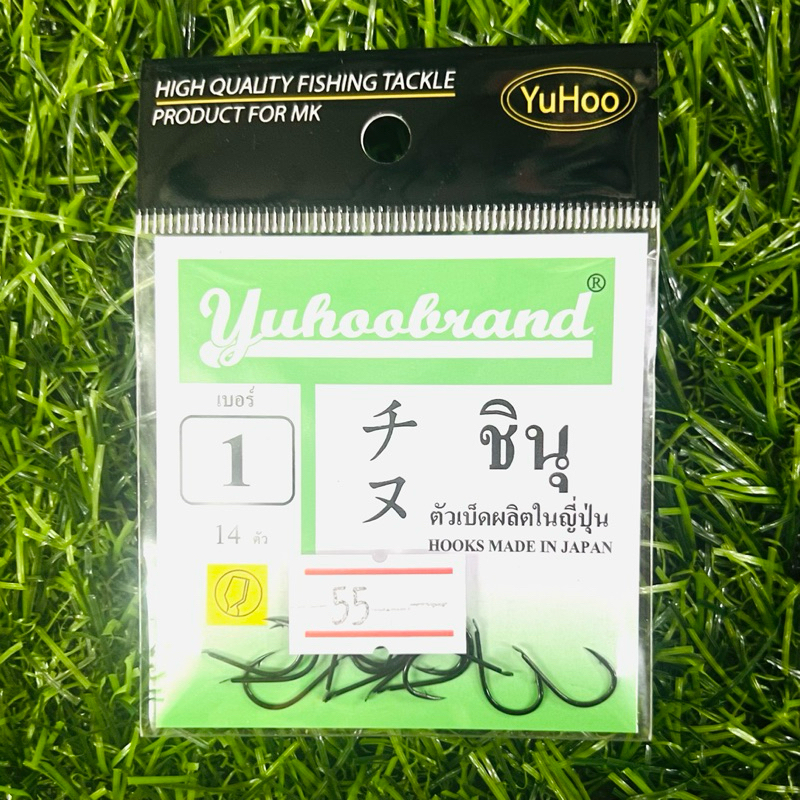 HIGH QUALITY FISHING TACKLE
PRODUCT FOR MK
YuHoo
Yuhoobrand®
เบอร์
1
14 ตัว
チヌ
ชินุ
ตัวเบ็ดผลิตในญี่ปุ่น
HOOKS MADE IN JAPAN
55